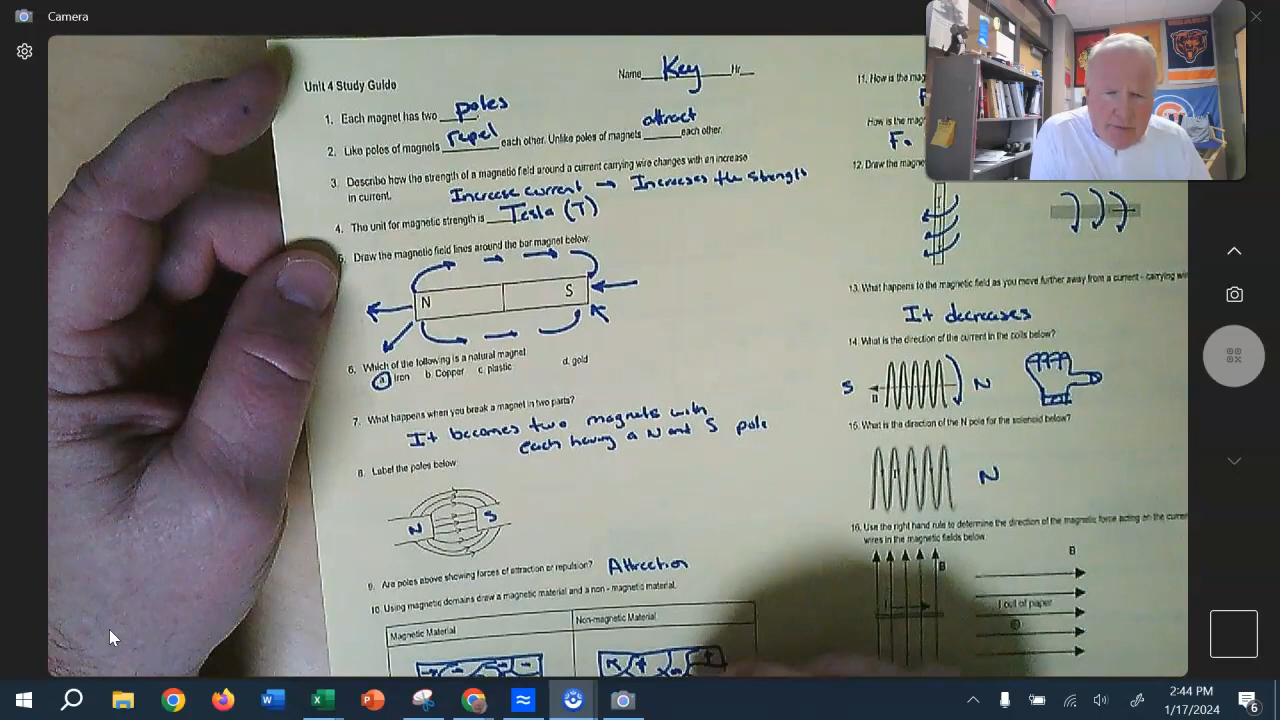 Camera
Unit 4 Study Guide
Name Key Hr
1. Each magnet has two poles
2. Like poles of magnets repel each other. Unlike poles of magnets attract each other.
3. Describe how the strength of a magnetic field around a current carrying wire changes with an increase
in current. Increase current → Increases the strength
4. The unit for magnetic strength is Tesla (T)
5. Draw the magnetic field lines around the bar magnet below:
N S
6. Which of the following is a natural magnet
a iron b. Copper c. plastic d. gold
7. What happens when you break a magnet in two parts?
It becomes two magnets with
each having a N and S pole
8. Label the poles below:
N S
9. Are poles above showing forces of attraction or repulsion? Attraction
10. Using magnetic domains draw a magnetic material and a non - magnetic material.
Magnetic Material Non-magnetic Material
11. How is the mag
How is the mag
F.
12. Draw the magne
13. What happens to the magnetic field as you move further away from a current - carrying wir
It decreases
14. What is the direction of the current in the coils below?
S B N
15. What is the direction of the N pole for the solenoid below?
N
16. Use the right hand rule to determine the direction of the magnetic force acting on the curren
wires in the magnetic fields below.
B
B
I
I out of paper
2:44 PM
1/17/2024
6